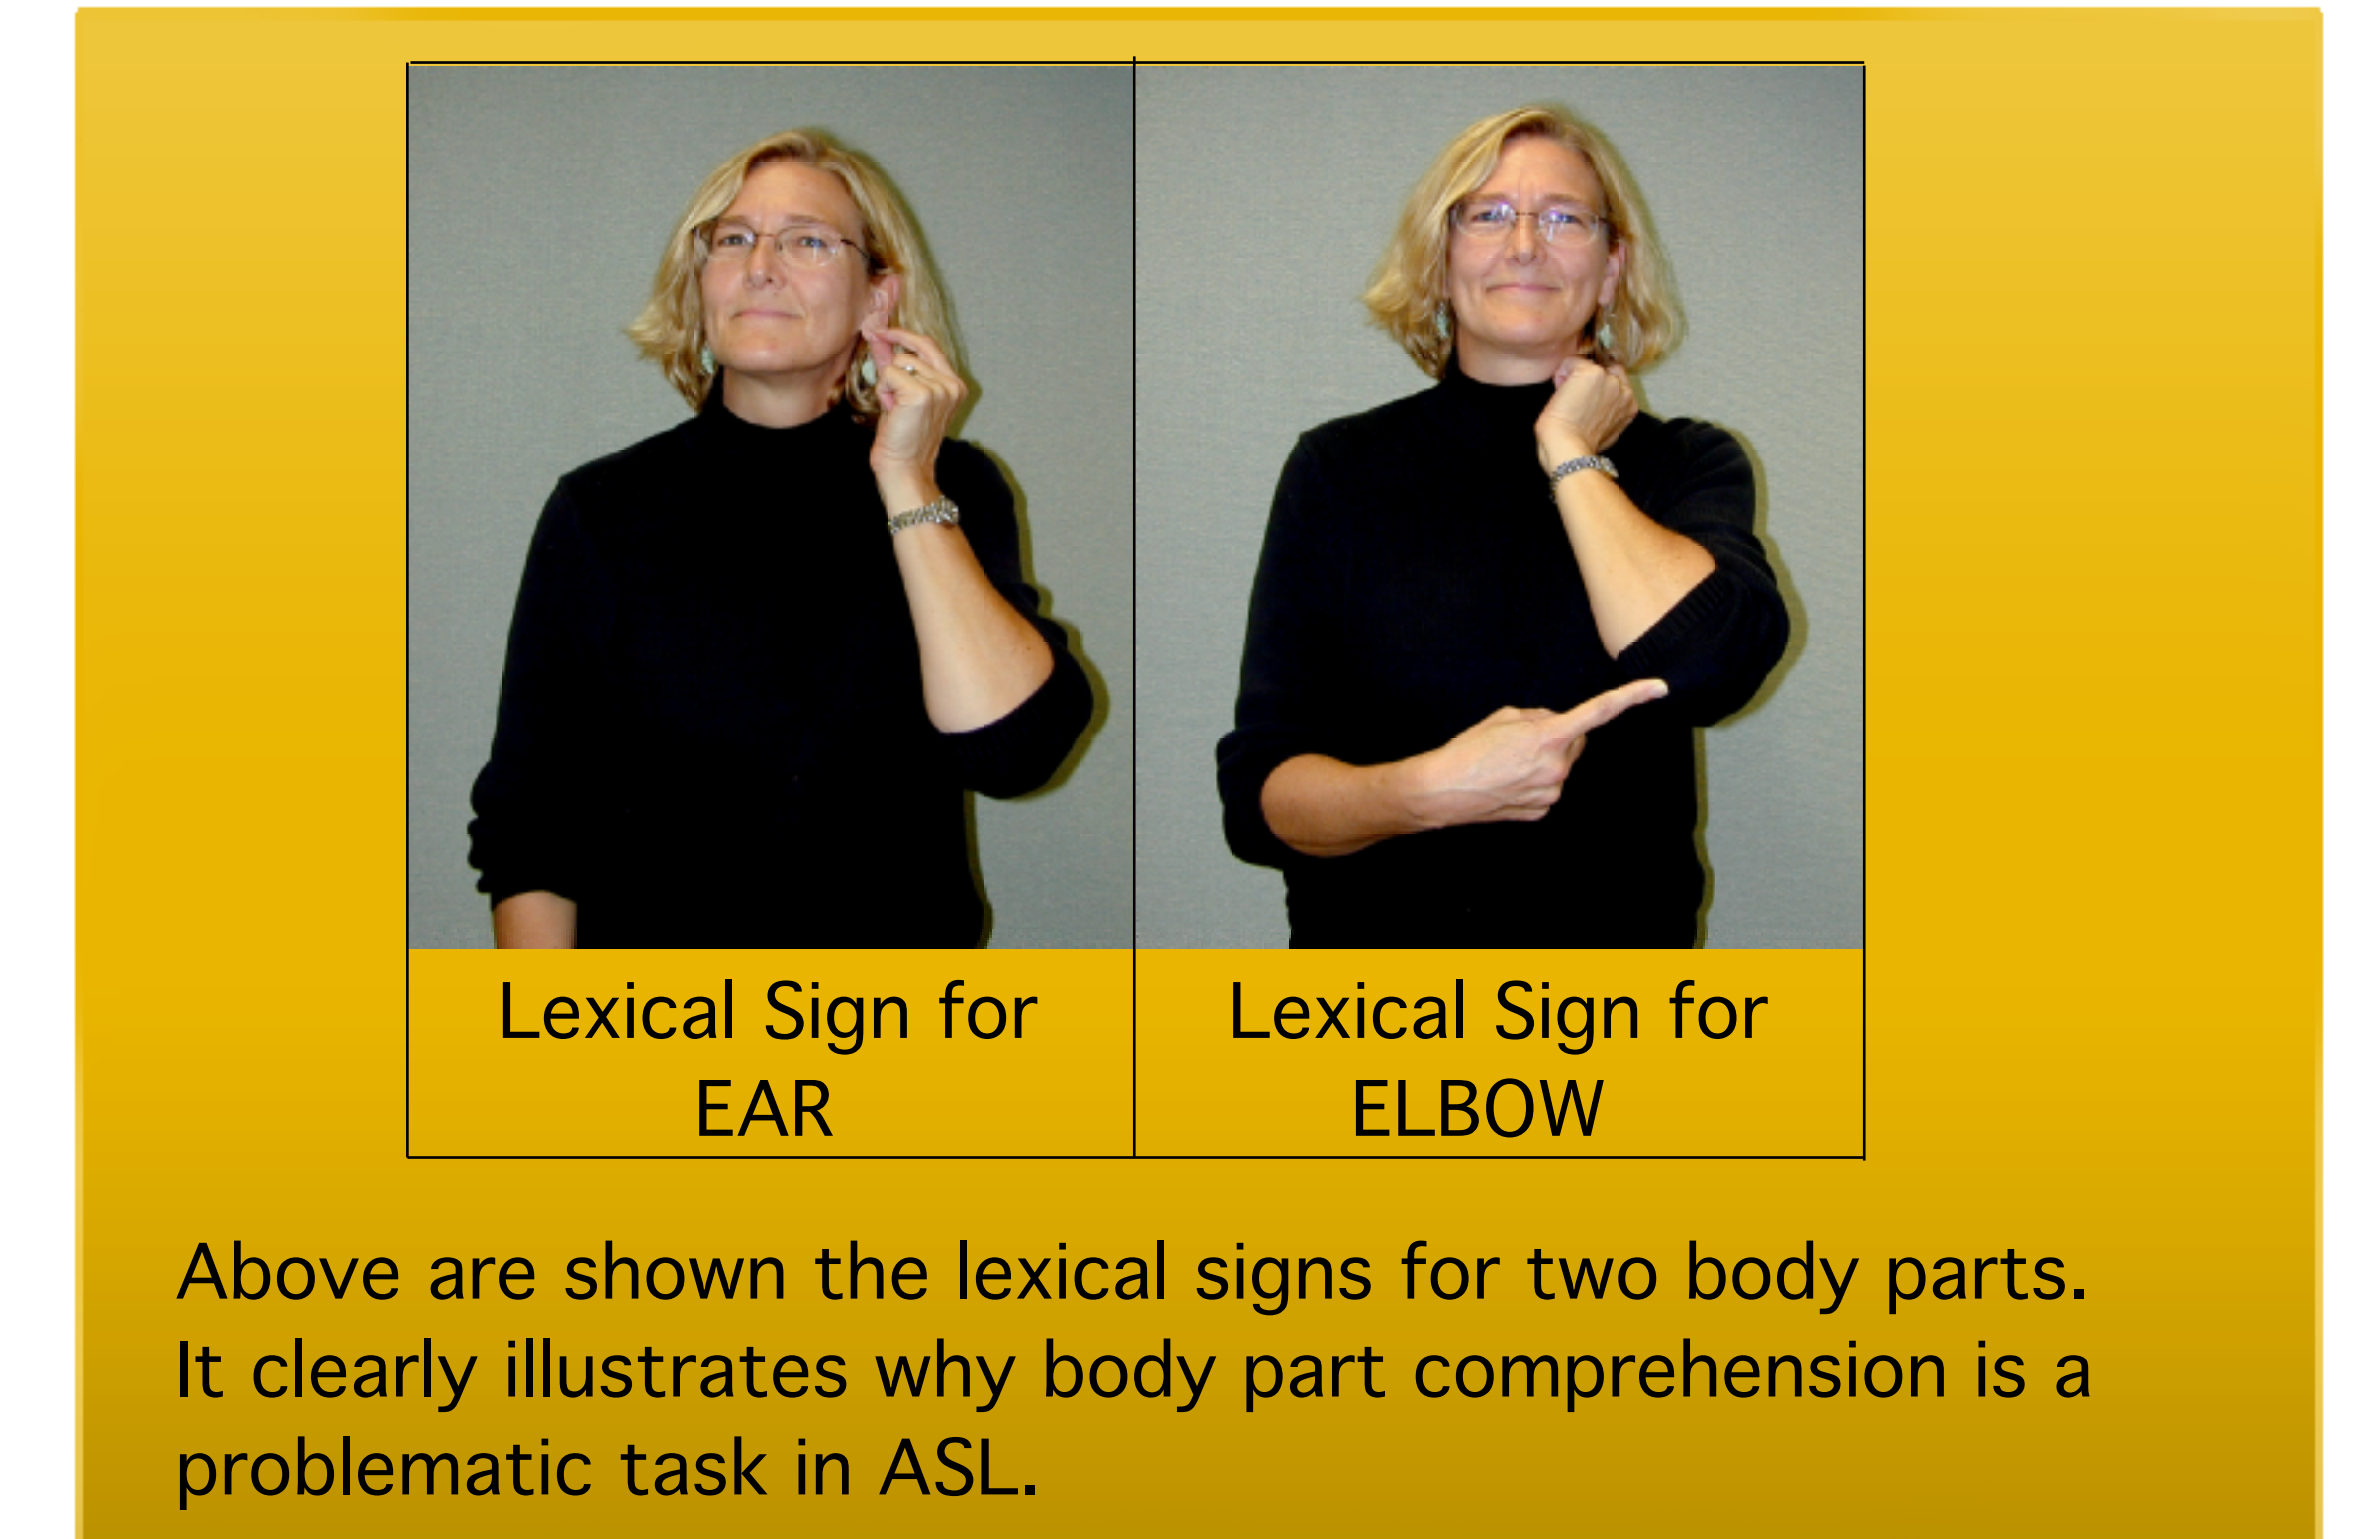 Lexical Sign for
EAR
Lexical Sign for
ELBOW
Above are shown the lexical signs for two body parts.
It clearly illustrates why body part comprehension is a
problematic task in ASL.